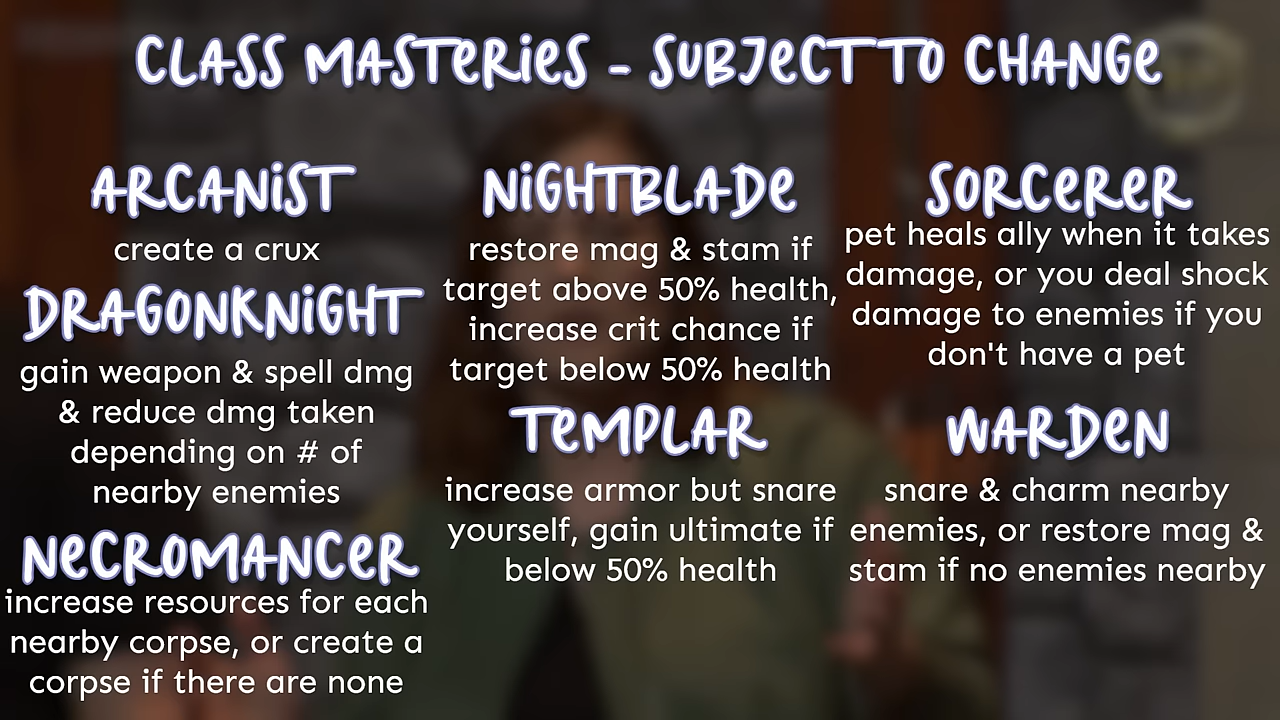 CLASS MASTERIES - SUBJECT TO CHANGE
ARCANIST
create a crux
DRAGONKNIGHT
gain weapon & spell dmg
& reduce dmg taken
depending on # of
nearby enemies
NECROMANCER
increase resources for each
nearby corpse, or create a
corpse if there are none
NIGHTBLADE
restore mag & stam if
target above 50% health,
increase crit chance if
target below 50% health
TEMPLAR
increase armor but snare
yourself, gain ultimate if
below 50% health
SORCERER
pet heals ally when it takes
damage, or you deal shock
damage to enemies if you
don't have a pet
WARDEN
snare & charm nearby
enemies, or restore mag &
stam if no enemies nearby